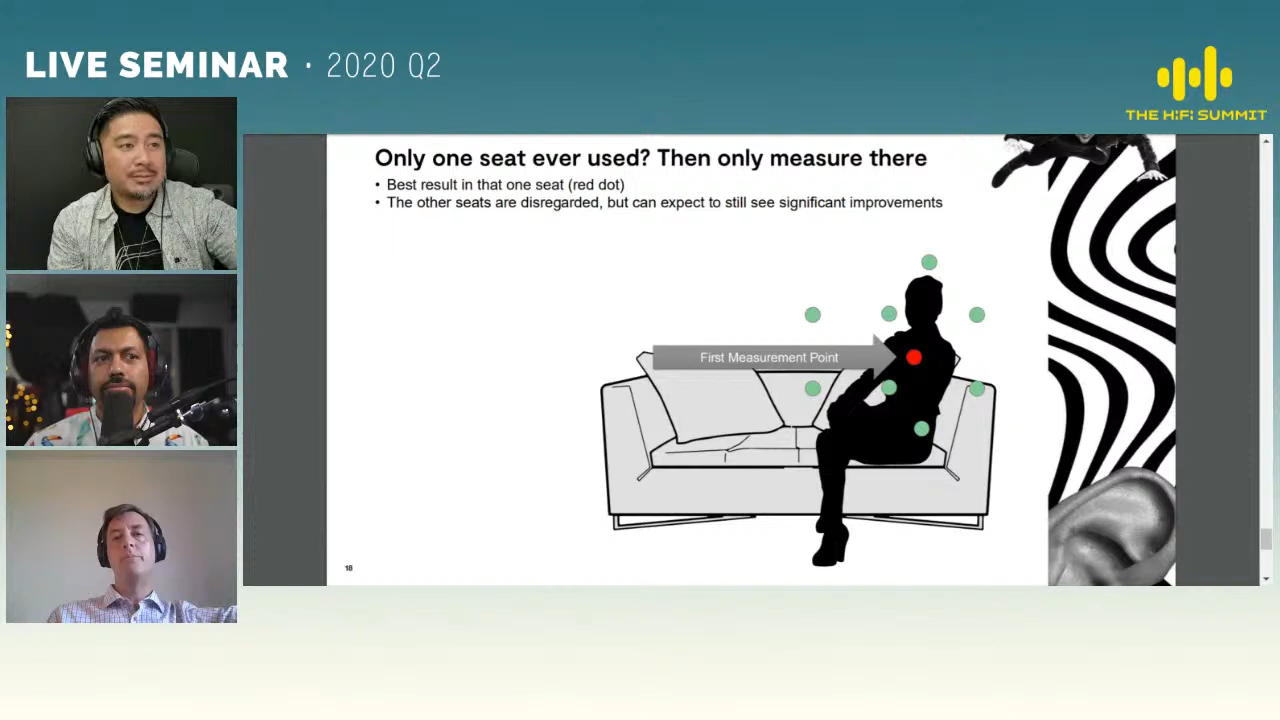 LIVE SEMINAR · 2020 Q2
THE HIFI SUMMIT
Only one seat ever used? Then only measure there
• Best result in that one seat (red dot)
• The other seats are disregarded, but can expect to still see significant improvements
First Measurement Point
18